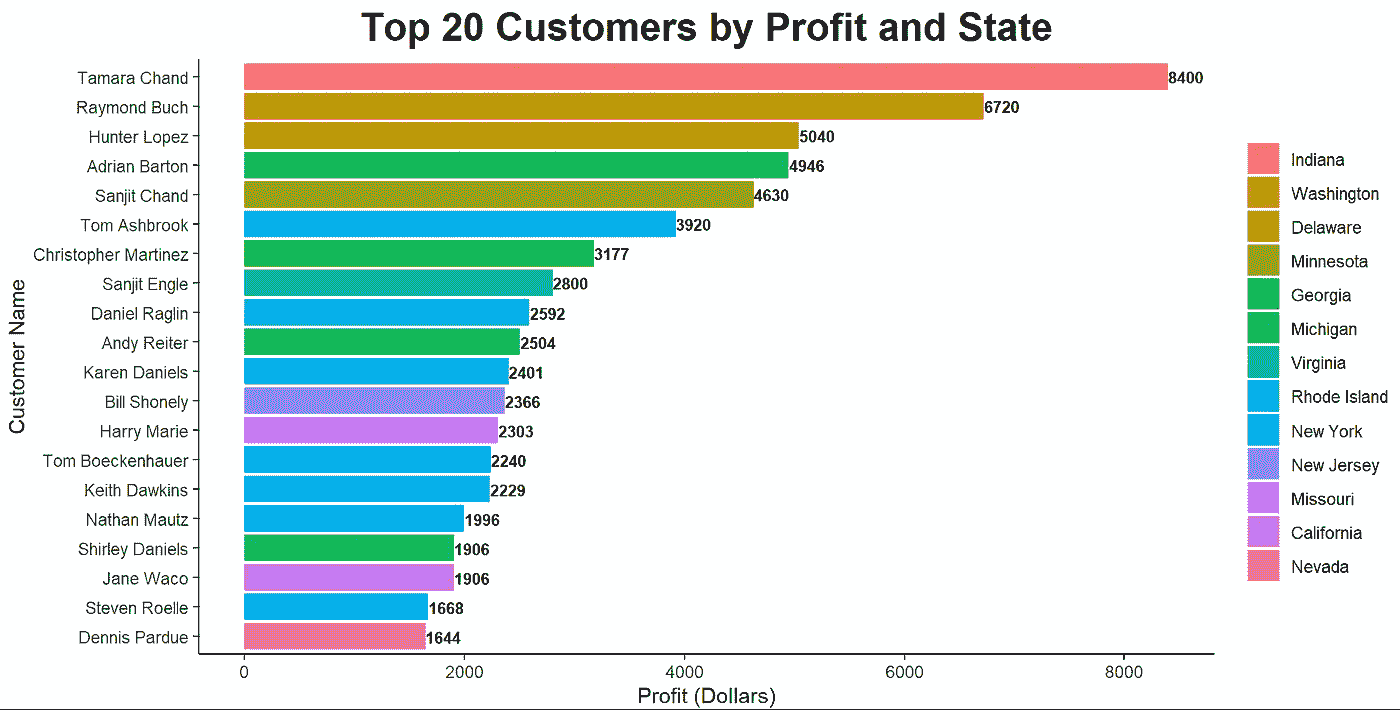 Top 20 Customers by Profit and State
Customer Name
Tamara Chand 8400
Raymond Buch 6720
Hunter Lopez 5040
Adrian Barton 4946
Sanjit Chand 4630
Tom Ashbrook 3920
Christopher Martinez 3177
Sanjit Engle 2800
Daniel Raglin 2592
Andy Reiter 2504
Karen Daniels 2401
Bill Shonely 2366
Harry Marie 2303
Tom Boeckenhauer 2240
Keith Dawkins 2229
Nathan Mautz 1996
Shirley Daniels 1906
Jane Waco 1906
Steven Roelle 1668
Dennis Pardue 1644
0 2000 4000 6000 8000
Profit (Dollars)
Indiana
Washington
Delaware
Minnesota
Georgia
Michigan
Virginia
Rhode Island
New York
New Jersey
Missouri
California
Nevada